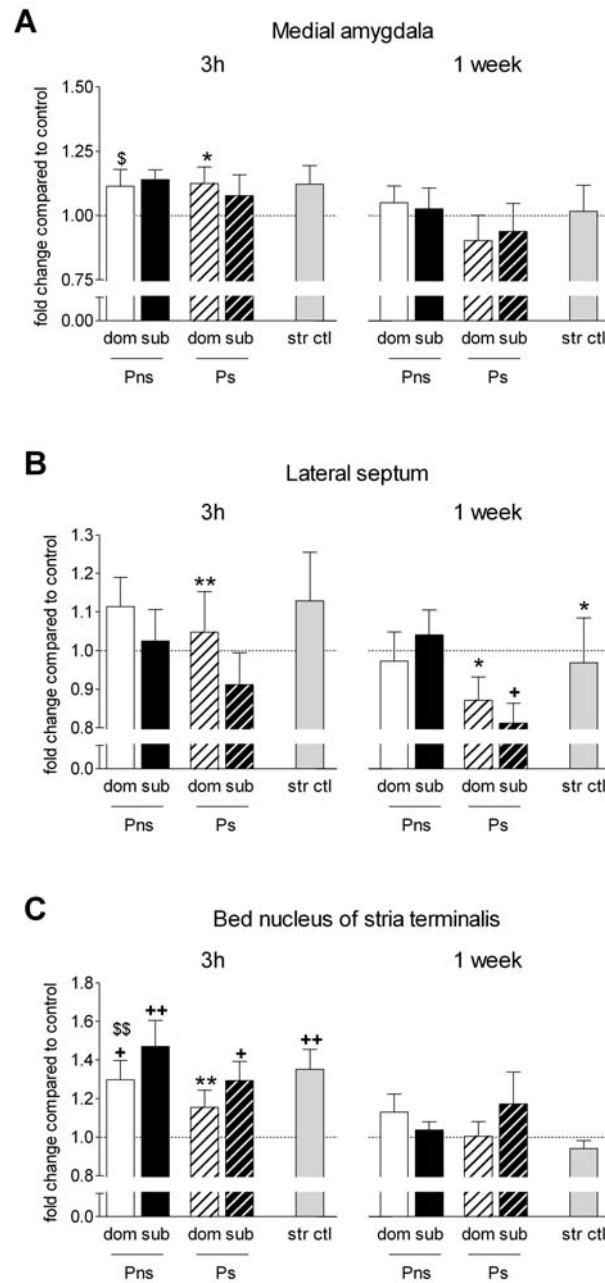 A
Medial amygdala
3h 1 week
fold change compared to control
1.50
1.25
1.00
0.75
0.00
$ *
dom sub dom sub str ctl dom sub dom sub str ctl
Pns Ps Pns Ps
B
Lateral septum
3h 1 week
fold change compared to control
1.3
1.2
1.1
1.0
0.9
0.8
0.0
** * + *
dom sub dom sub str ctl dom sub dom sub str ctl
Pns Ps Pns Ps
C
Bed nucleus of stria terminalis
3h 1 week
fold change compared to control
1.8
1.6
1.4
1.2
1.0
0.8
0.0
$$ ++ ++
+ ** +
dom sub dom sub str ctl dom sub dom sub str ctl
Pns Ps Pns Ps